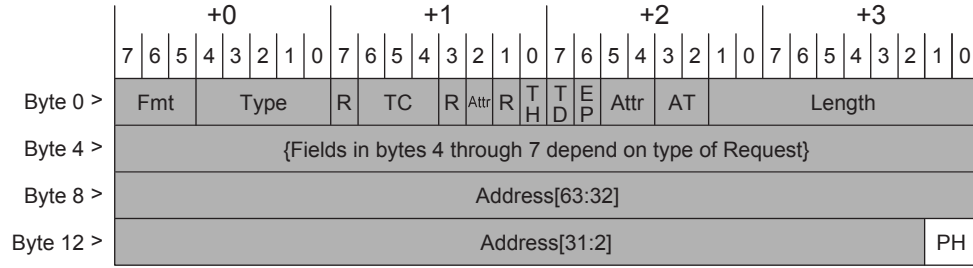 +0 +1 +2 +3
7 6 5 4 3 2 1 0 7 6 5 4 3 2 1 0 7 6 5 4 3 2 1 0 7 6 5 4 3 2 1 0
Byte 0 > Fmt Type R TC R Attr R TH TD EP Attr AT Length
Byte 4 > {Fields in bytes 4 through 7 depend on type of Request}
Byte 8 > Address[63:32]
Byte 12 > Address[31:2] PH